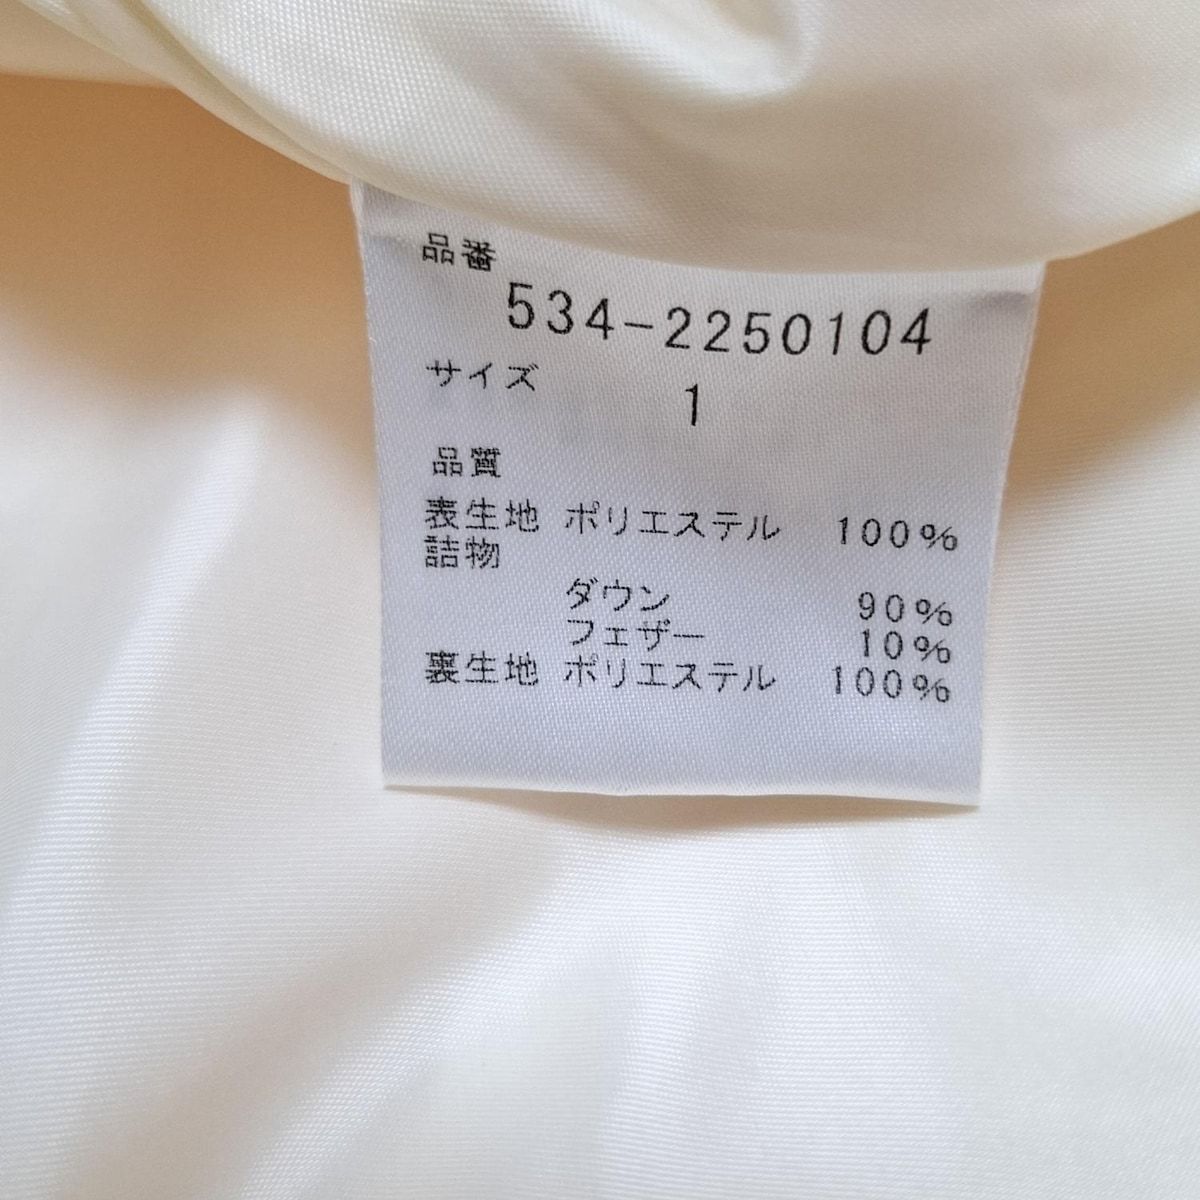 品番
534-2250104
サイズ 1
品質
表生地 ポリエステル 100%
詰物
ダウン 90%
フェザー 10%
裏生地 ポリエステル 100%